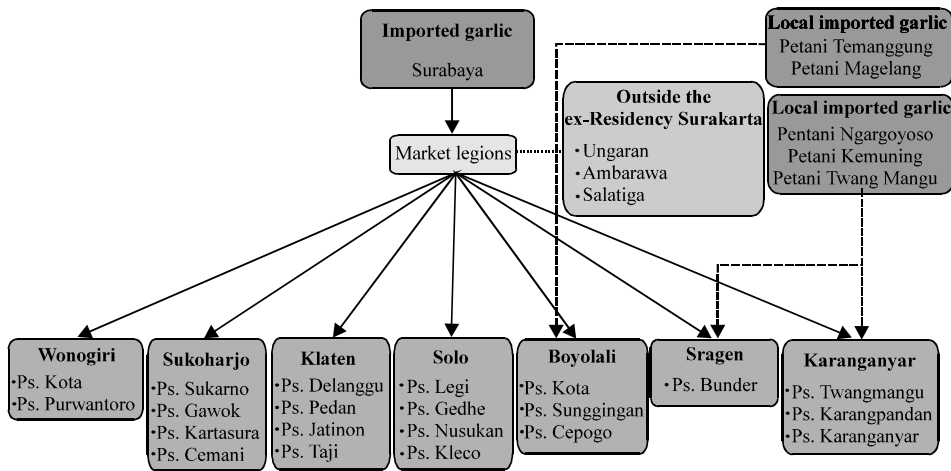 Imported garlic
Surabaya
Local imported garlic
Petani Temanggung
Petani Magelang
Outside the
ex-Residency Surakarta
• Ungaran
• Ambarawa
• Salatiga
Local imported garlic
Pentani Ngargoyoso
Petani Kemuning
Petani Twang Mangu
Market legions
Wonogiri
• Ps. Kota
• Ps. Purwantoro
Sukoharjo
• Ps. Sukarno
• Ps. Gawok
• Ps. Kartasura
• Ps. Cemani
Klaten
• Ps. Delanggu
• Ps. Pedan
• Ps. Jatinon
• Ps. Taji
Solo
• Ps. Legi
• Ps. Gedhe
• Ps. Nusukan
• Ps. Kleco
Boyolali
• Ps. Kota
• Ps. Sunggingan
• Ps. Cepogo
Sragen
• Ps. Bunder
Karanganyar
• Ps. Twangmangu
• Ps. Karangpandan
• Ps. Karanganyar